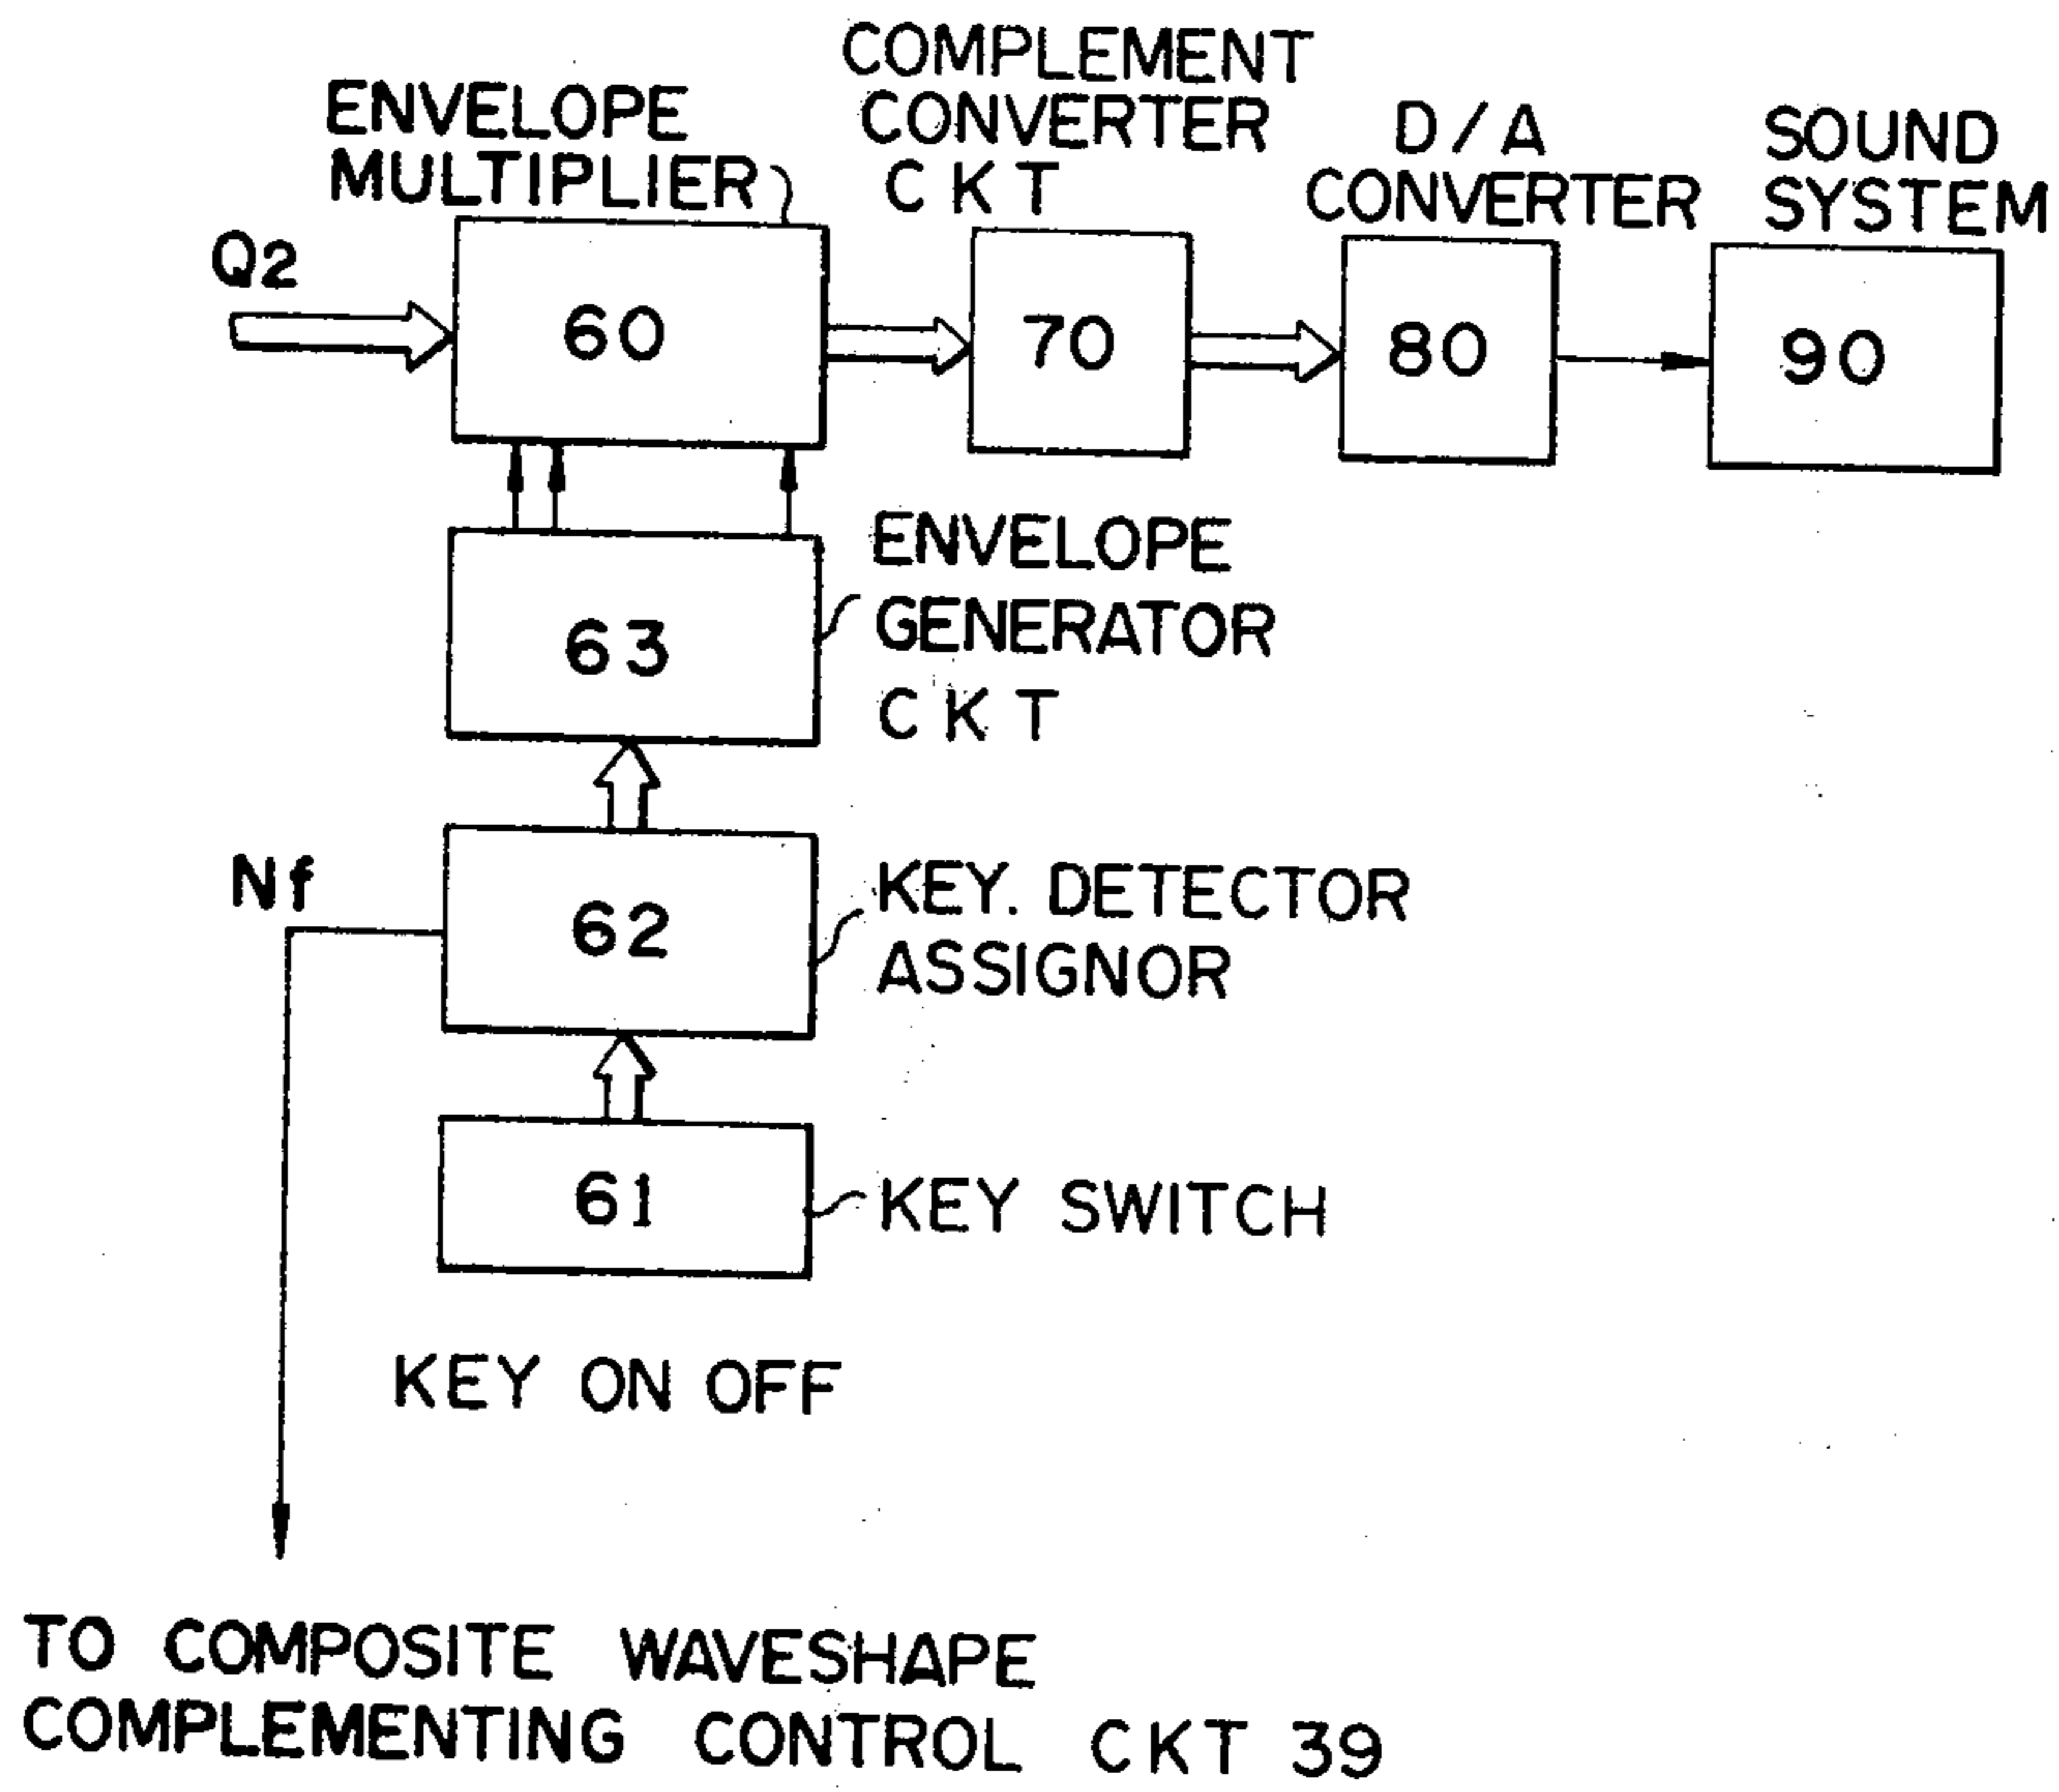 ENVELOPE
MULTIPLIER
COMPLEMENT
CONVERTER
CKT
D/A
CONVERTER
SOUND
SYSTEM
Q2
60
70
80
90
63
ENVELOPE
GENERATOR
CKT
Nf
62
KEY. DETECTOR
ASSIGNOR
61
KEY SWITCH
KEY ON OFF
TO COMPOSITE WAVESHAPE
COMPLEMENTING CONTROL CKT 39